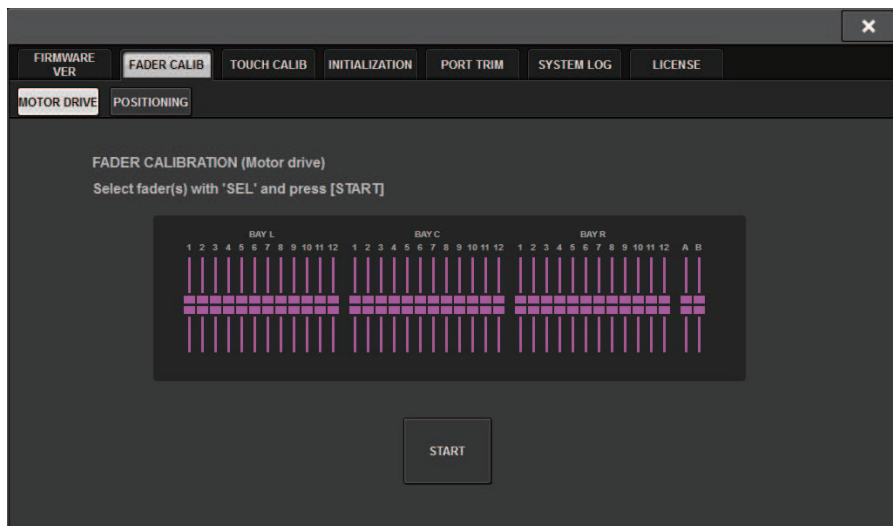 ×
FIRMWARE
VER
FADER CALIB
TOUCH CALIB
INITIALIZATION
PORT TRIM
SYSTEM LOG
LICENSE
MOTOR DRIVE
POSITIONING
FADER CALIBRATION (Motor drive)
Select fader(s) with 'SEL' and press [START]
BAY L
BAY C
BAY R
1 2 3 4 5 6 7 8 9 10 11 12
1 2 3 4 5 6 7 8 9 10 11 12
1 2 3 4 5 6 7 8 9 10 11 12
A B
START